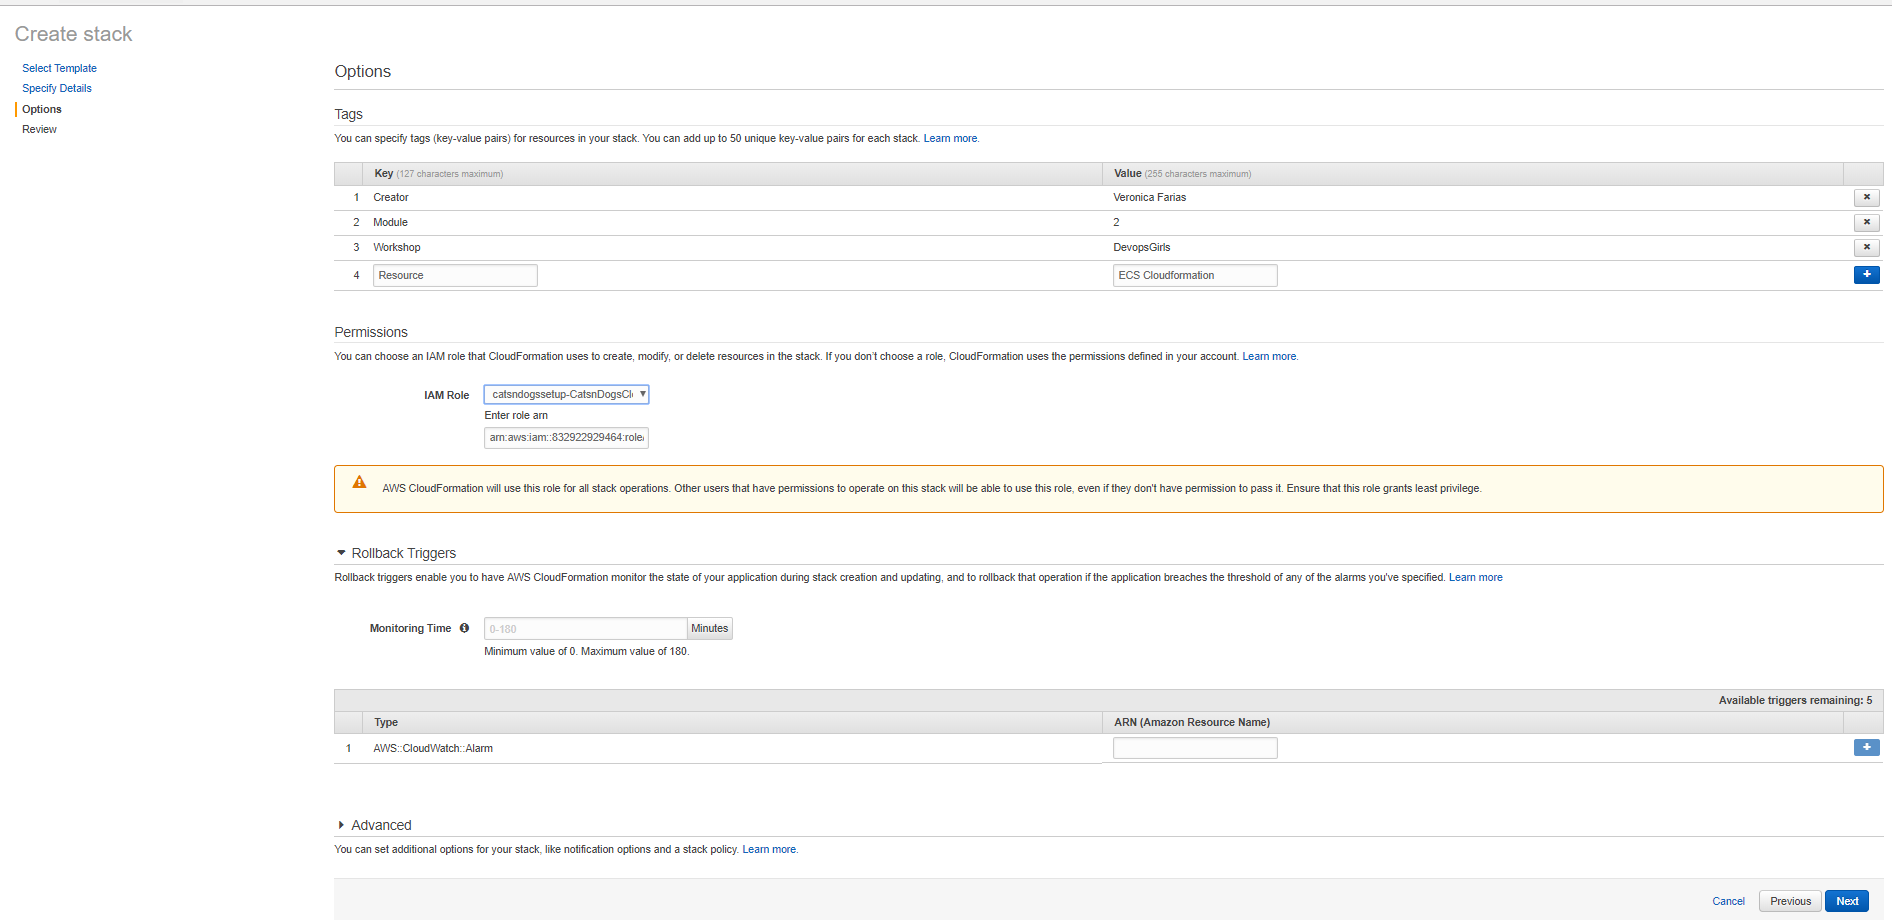 Create stack
Select Template
Specify Details
Options
Review
Options
Tags
You can specify tags (key-value pairs) for resources in your stack. You can add up to 50 unique key-value pairs for each stack. Learn more.
Key (127 characters maximum) Value (255 characters maximum)
1 Creator Veronica Farias
2 Module 2
3 Workshop DevopsGirls
4 Resource ECS Cloudformation
Permissions
You can choose an IAM role that CloudFormation uses to create, modify, or delete resources in the stack. If you don't choose a role, CloudFormation uses the permissions defined in your account. Learn more.
IAM Role catsndogssetup-CatsnDogsCl
Enter role arn
arn:aws:iam::832922929464:role/
AWS CloudFormation will use this role for all stack operations. Other users that have permissions to operate on this stack will be able to use this role, even if they don't have permission to pass it. Ensure that this role grants least privilege.
Rollback Triggers
Rollback triggers enable you to have AWS CloudFormation monitor the state of your application during stack creation and updating, and to rollback that operation if the application breaches the threshold of any of the alarms you've specified. Learn more
Monitoring Time 0-180 Minutes
Minimum value of 0. Maximum value of 180.
Available triggers remaining: 5
Type ARN (Amazon Resource Name)
1 AWS::CloudWatch::Alarm
Advanced
You can set additional options for your stack, like notification options and a stack policy. Learn more.
Cancel Previous Next